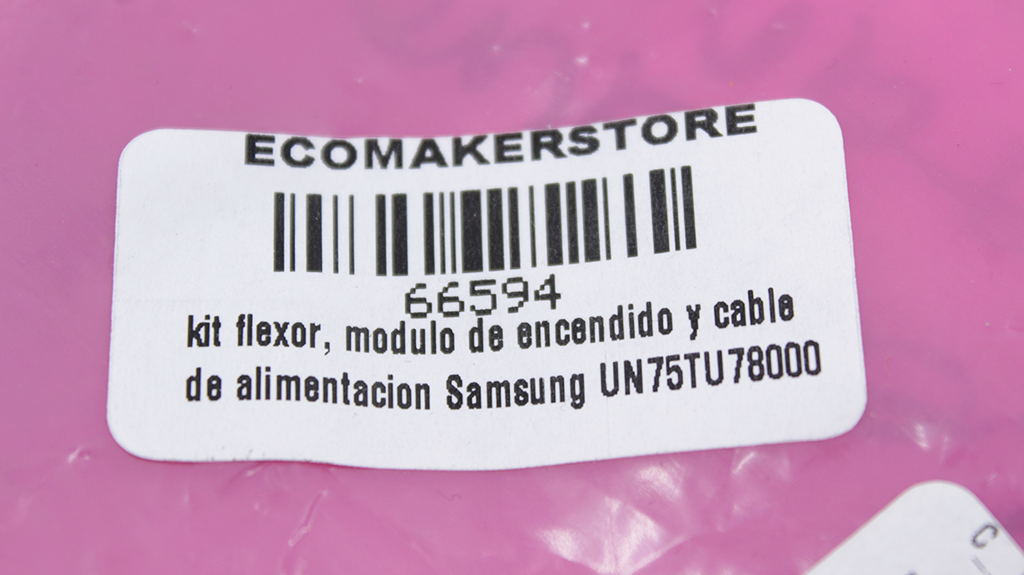 ECOMAKERSTORE
66594
kit flexor, modulo de encendido y cable
de alimentacion Samsung UN75TU78000
C